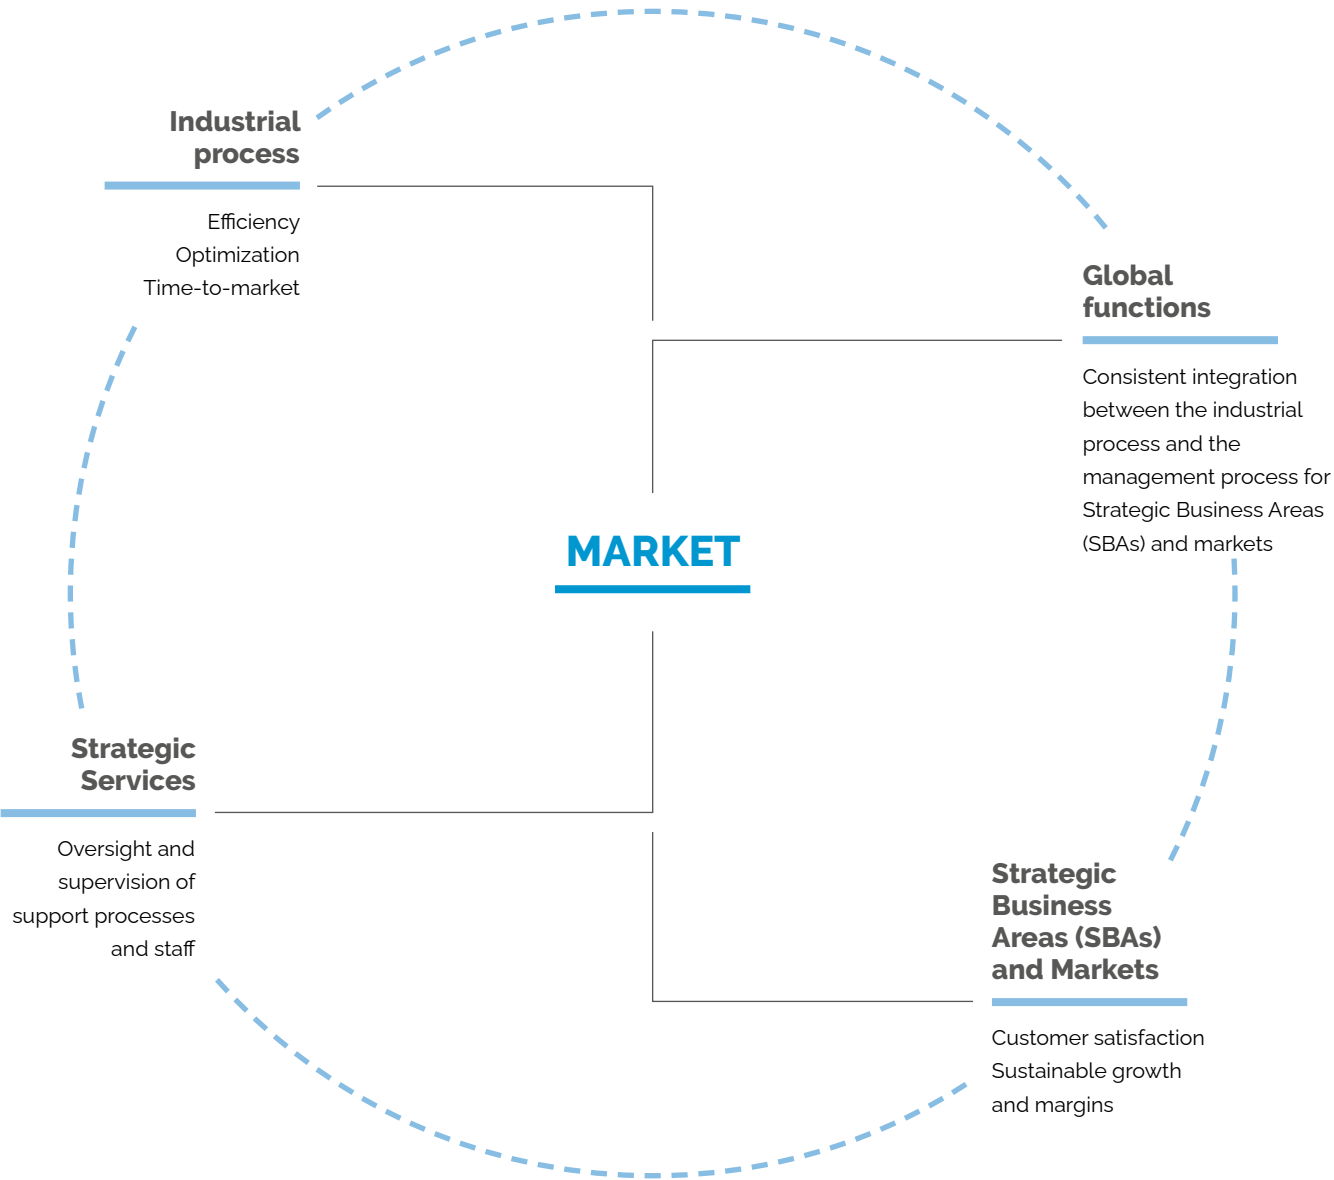 Industrial
process
Efficiency
Optimization
Time-to-market
Global
functions
Consistent integration
between the industrial
process and the
management process for
Strategic Business Areas
(SBAs) and markets
MARKET
Strategic
Services
Oversight and
supervision of
support processes
and staff
Strategic
Business
Areas (SBAs)
and Markets
Customer satisfaction
Sustainable growth
and margins